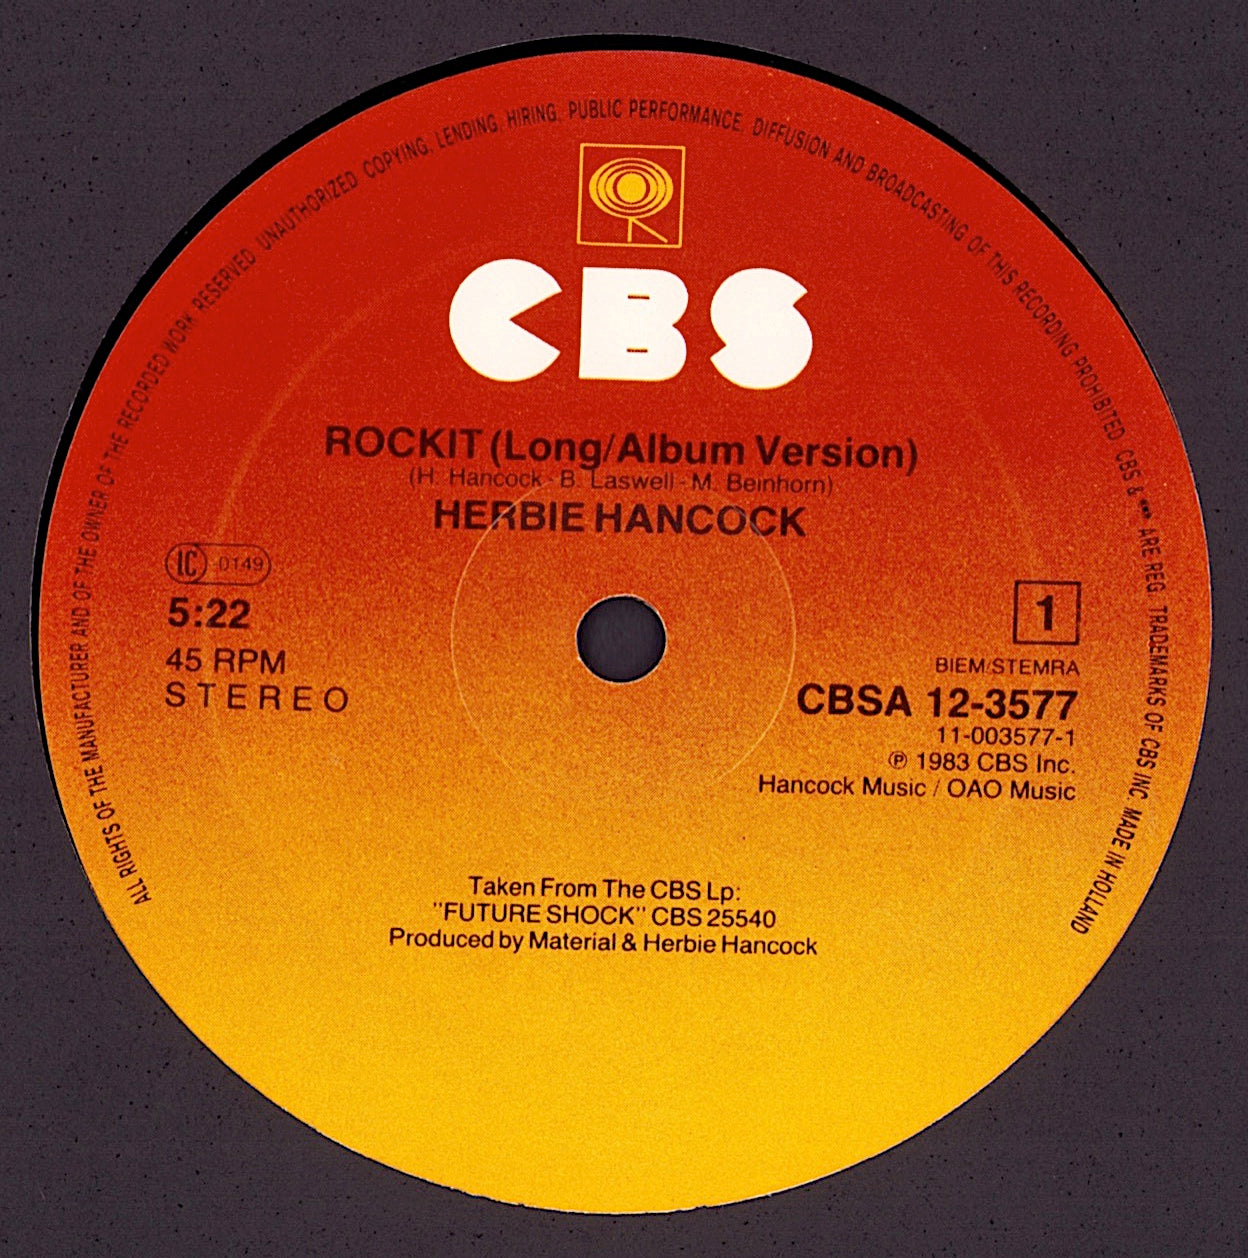 ALL RIGHTS OF THE MANUFACTURER AND OF THE OWNER OF THE RECORDED WORK RESERVED. UNAUTHORIZED COPYING, LENDING, HIRING, PUBLIC PERFORMANCE, DIFFUSION AND BROADCASTING OF THIS RECORDING PROHIBITED. CBS & ARE REG. TRADEMARKS OF CBS INC. MADE IN HOLLAND
CBS
ROCKIT (Long/Album Version)
(H. Hancock - B. Laswell - M. Beinhorn)
HERBIE HANCOCK
IC 0149
5:22
45 RPM
STEREO
1
BIEM/STEMRA
CBSA 12-3577
11-003577-1
℗ 1983 CBS Inc.
Hancock Music / OAO Music
Taken From The CBS Lp:
"FUTURE SHOCK" CBS 25540
Produced by Material & Herbie Hancock